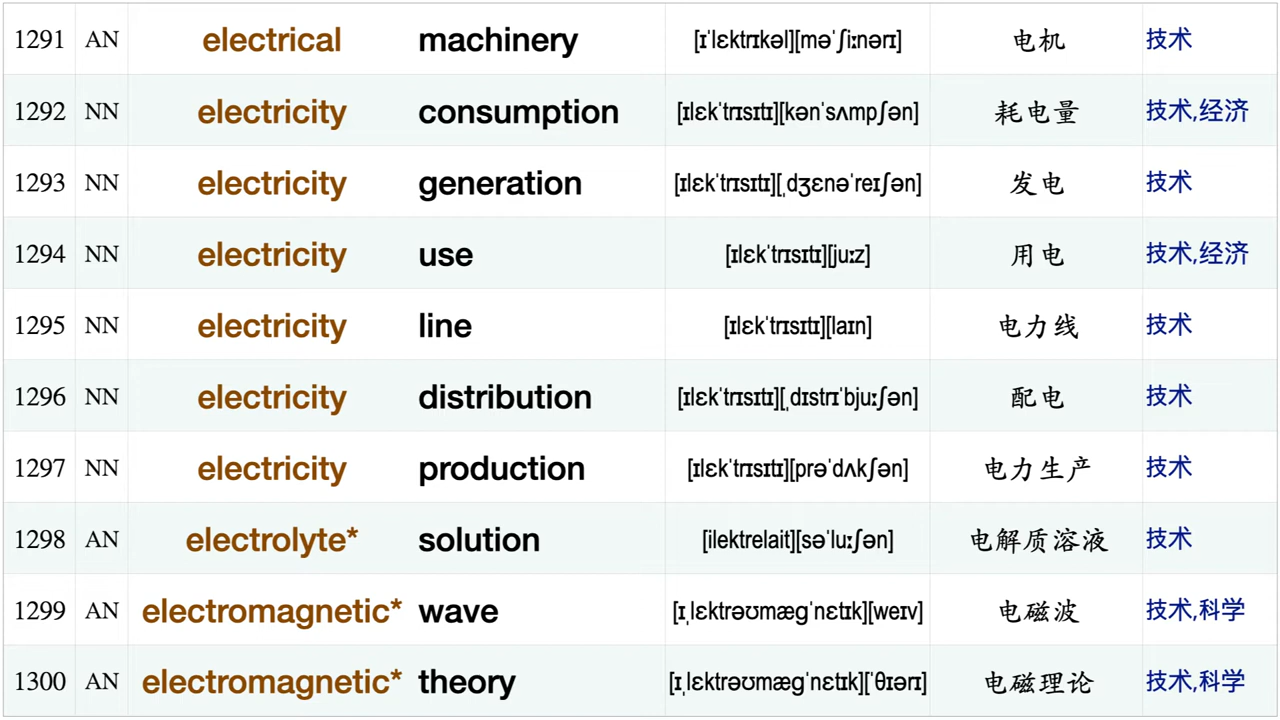 1291 AN electrical machinery [ɪˈlɛktrɪkəl][məˈʃiːnərɪ] 电机 技术
1292 NN electricity consumption [ɪlɛkˈtrɪsɪtɪ][kənˈsʌmpʃən] 耗电量 技术,经济
1293 NN electricity generation [ɪlɛkˈtrɪsɪtɪ][ˌdʒɛnəˈreɪʃən] 发电 技术
1294 NN electricity use [ɪlɛkˈtrɪsɪtɪ][juːz] 用电 技术,经济
1295 NN electricity line [ɪlɛkˈtrɪsɪtɪ][laɪn] 电力线 技术
1296 NN electricity distribution [ɪlɛkˈtrɪsɪtɪ][ˌdɪstrɪˈbjuːʃən] 配电 技术
1297 NN electricity production [ɪlɛkˈtrɪsɪtɪ][prəˈdʌkʃən] 电力生产 技术
1298 AN electrolyte* solution [ilektrelait][səˈluːʃən] 电解质溶液 技术
1299 AN electromagnetic* wave [ɪˌlɛktrəʊmægˈnɛtɪk][weɪv] 电磁波 技术,科学
1300 AN electromagnetic* theory [ɪˌlɛktrəʊmægˈnɛtɪk][ˈθɪərɪ] 电磁理论 技术,科学